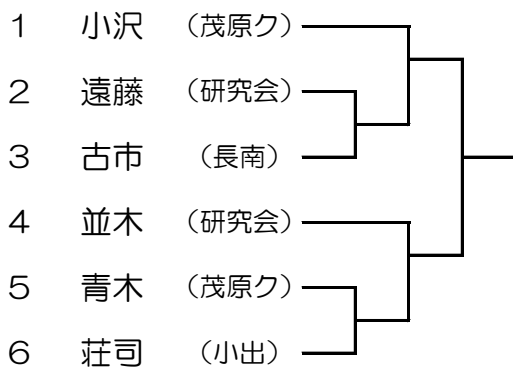 1 小沢 (茂原ク)
2 遠藤 (研究会)
3 古市 (長南)
4 並木 (研究会)
5 青木 (茂原ク)
6 荘司 (小出)